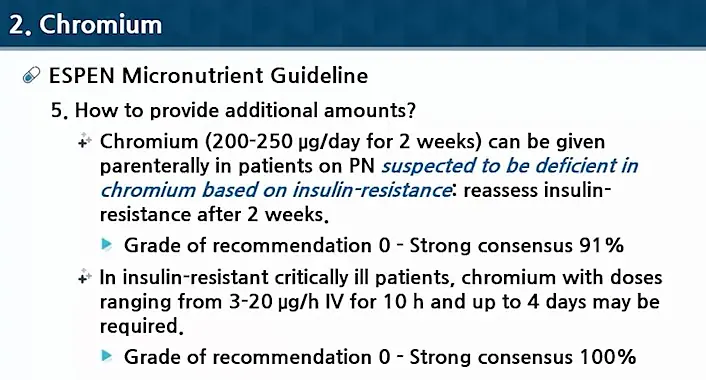 2. Chromium
ESPEN Micronutrient Guideline
5. How to provide additional amounts?
Chromium (200-250 μg/day for 2 weeks) can be given
parenterally in patients on PN suspected to be deficient in
chromium based on insulin-resistance: reassess insulin-
resistance after 2 weeks.
Grade of recommendation 0 - Strong consensus 91%
In insulin-resistant critically ill patients, chromium with doses
ranging from 3-20 μg/h IV for 10 h and up to 4 days may be
required.
Grade of recommendation 0 - Strong consensus 100%